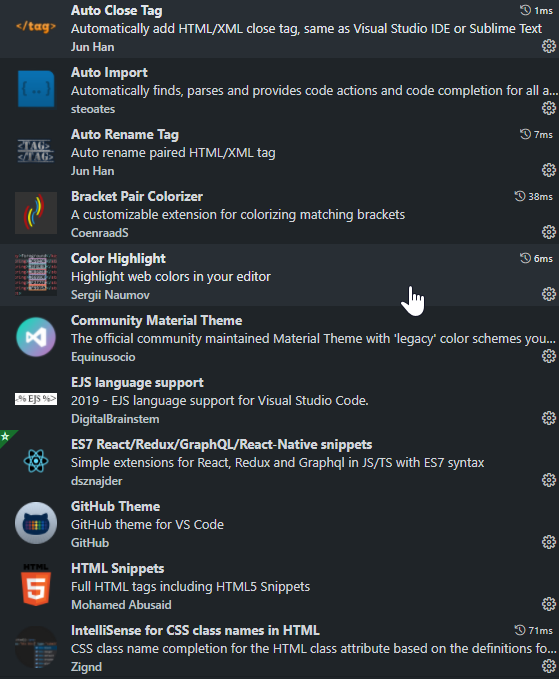 </tag>
Auto Close Tag
1ms
Automatically add HTML/XML close tag, same as Visual Studio IDE or Sublime Text
Jun Han
{..}
Auto Import
Automatically finds, parses and provides code actions and code completion for all a...
steoates
<TAG>
</TAG>
Auto Rename Tag
7ms
Auto rename paired HTML/XML tag
Jun Han
Bracket Pair Colorizer
38ms
A customizable extension for colorizing matching brackets
CoenraadS
Color Highlight
6ms
Highlight web colors in your editor
Sergii Naumov
Community Material Theme
The official community maintained Material Theme with 'legacy' color schemes you...
Equinusocio
<% EJS %>
EJS language support
2019 - EJS language support for Visual Studio Code.
DigitalBrainstem
ES7 React/Redux/GraphQL/React-Native snippets
Simple extensions for React, Redux and Graphql in JS/TS with ES7 syntax
dsznajder
GitHub Theme
GitHub theme for VS Code
GitHub
HTML
5
HTML Snippets
Full HTML tags including HTML5 Snippets
Mohamed Abusaid
IntelliSense for CSS class names in HTML
71ms
CSS class name completion for the HTML class attribute based on the definitions fo...
Zignd